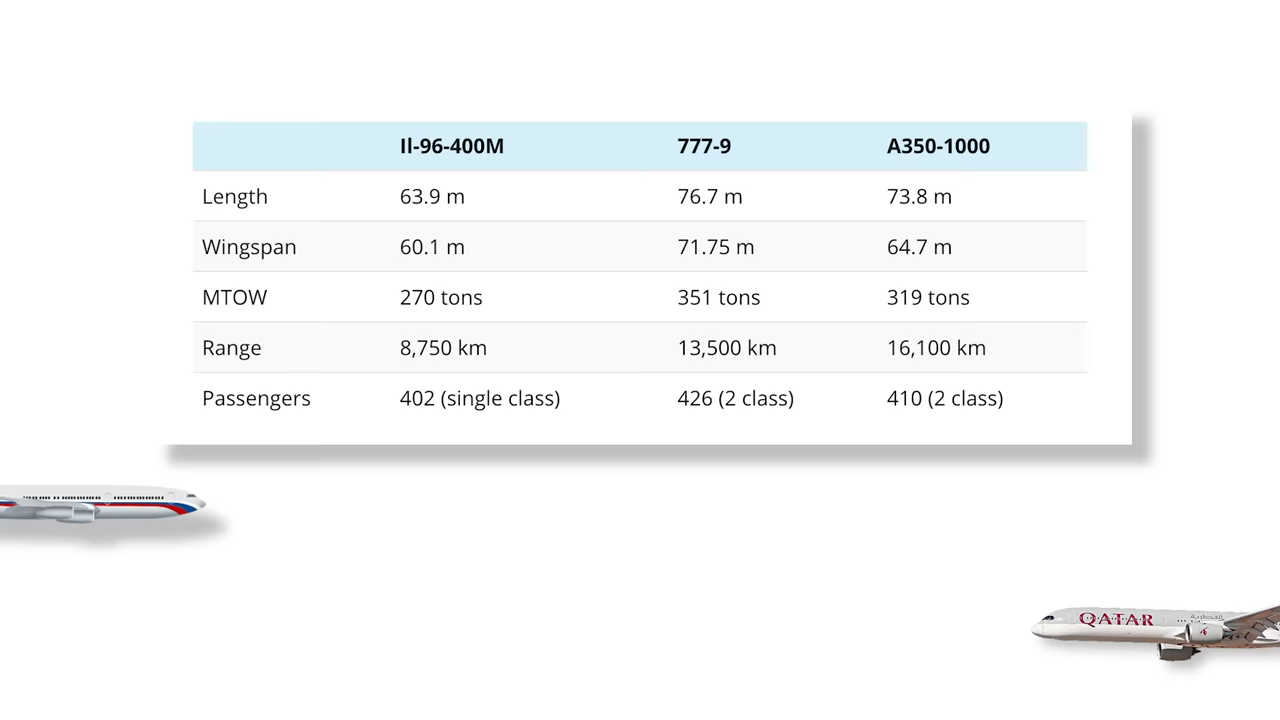 Il-96-400M 777-9 A350-1000
Length 63.9 m 76.7 m 73.8 m
Wingspan 60.1 m 71.75 m 64.7 m
MTOW 270 tons 351 tons 319 tons
Range 8,750 km 13,500 km 16,100 km
Passengers 402 (single class) 426 (2 class) 410 (2 class)
QATAR القطرية